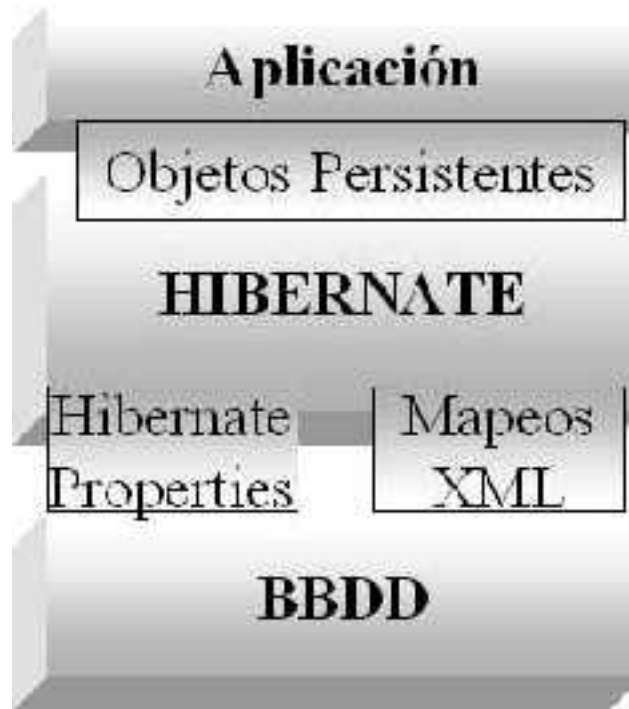 Aplicación
Objetos Persistentes
HIBERNATE
Hibernate Mapeos
Properties XML
BBDD